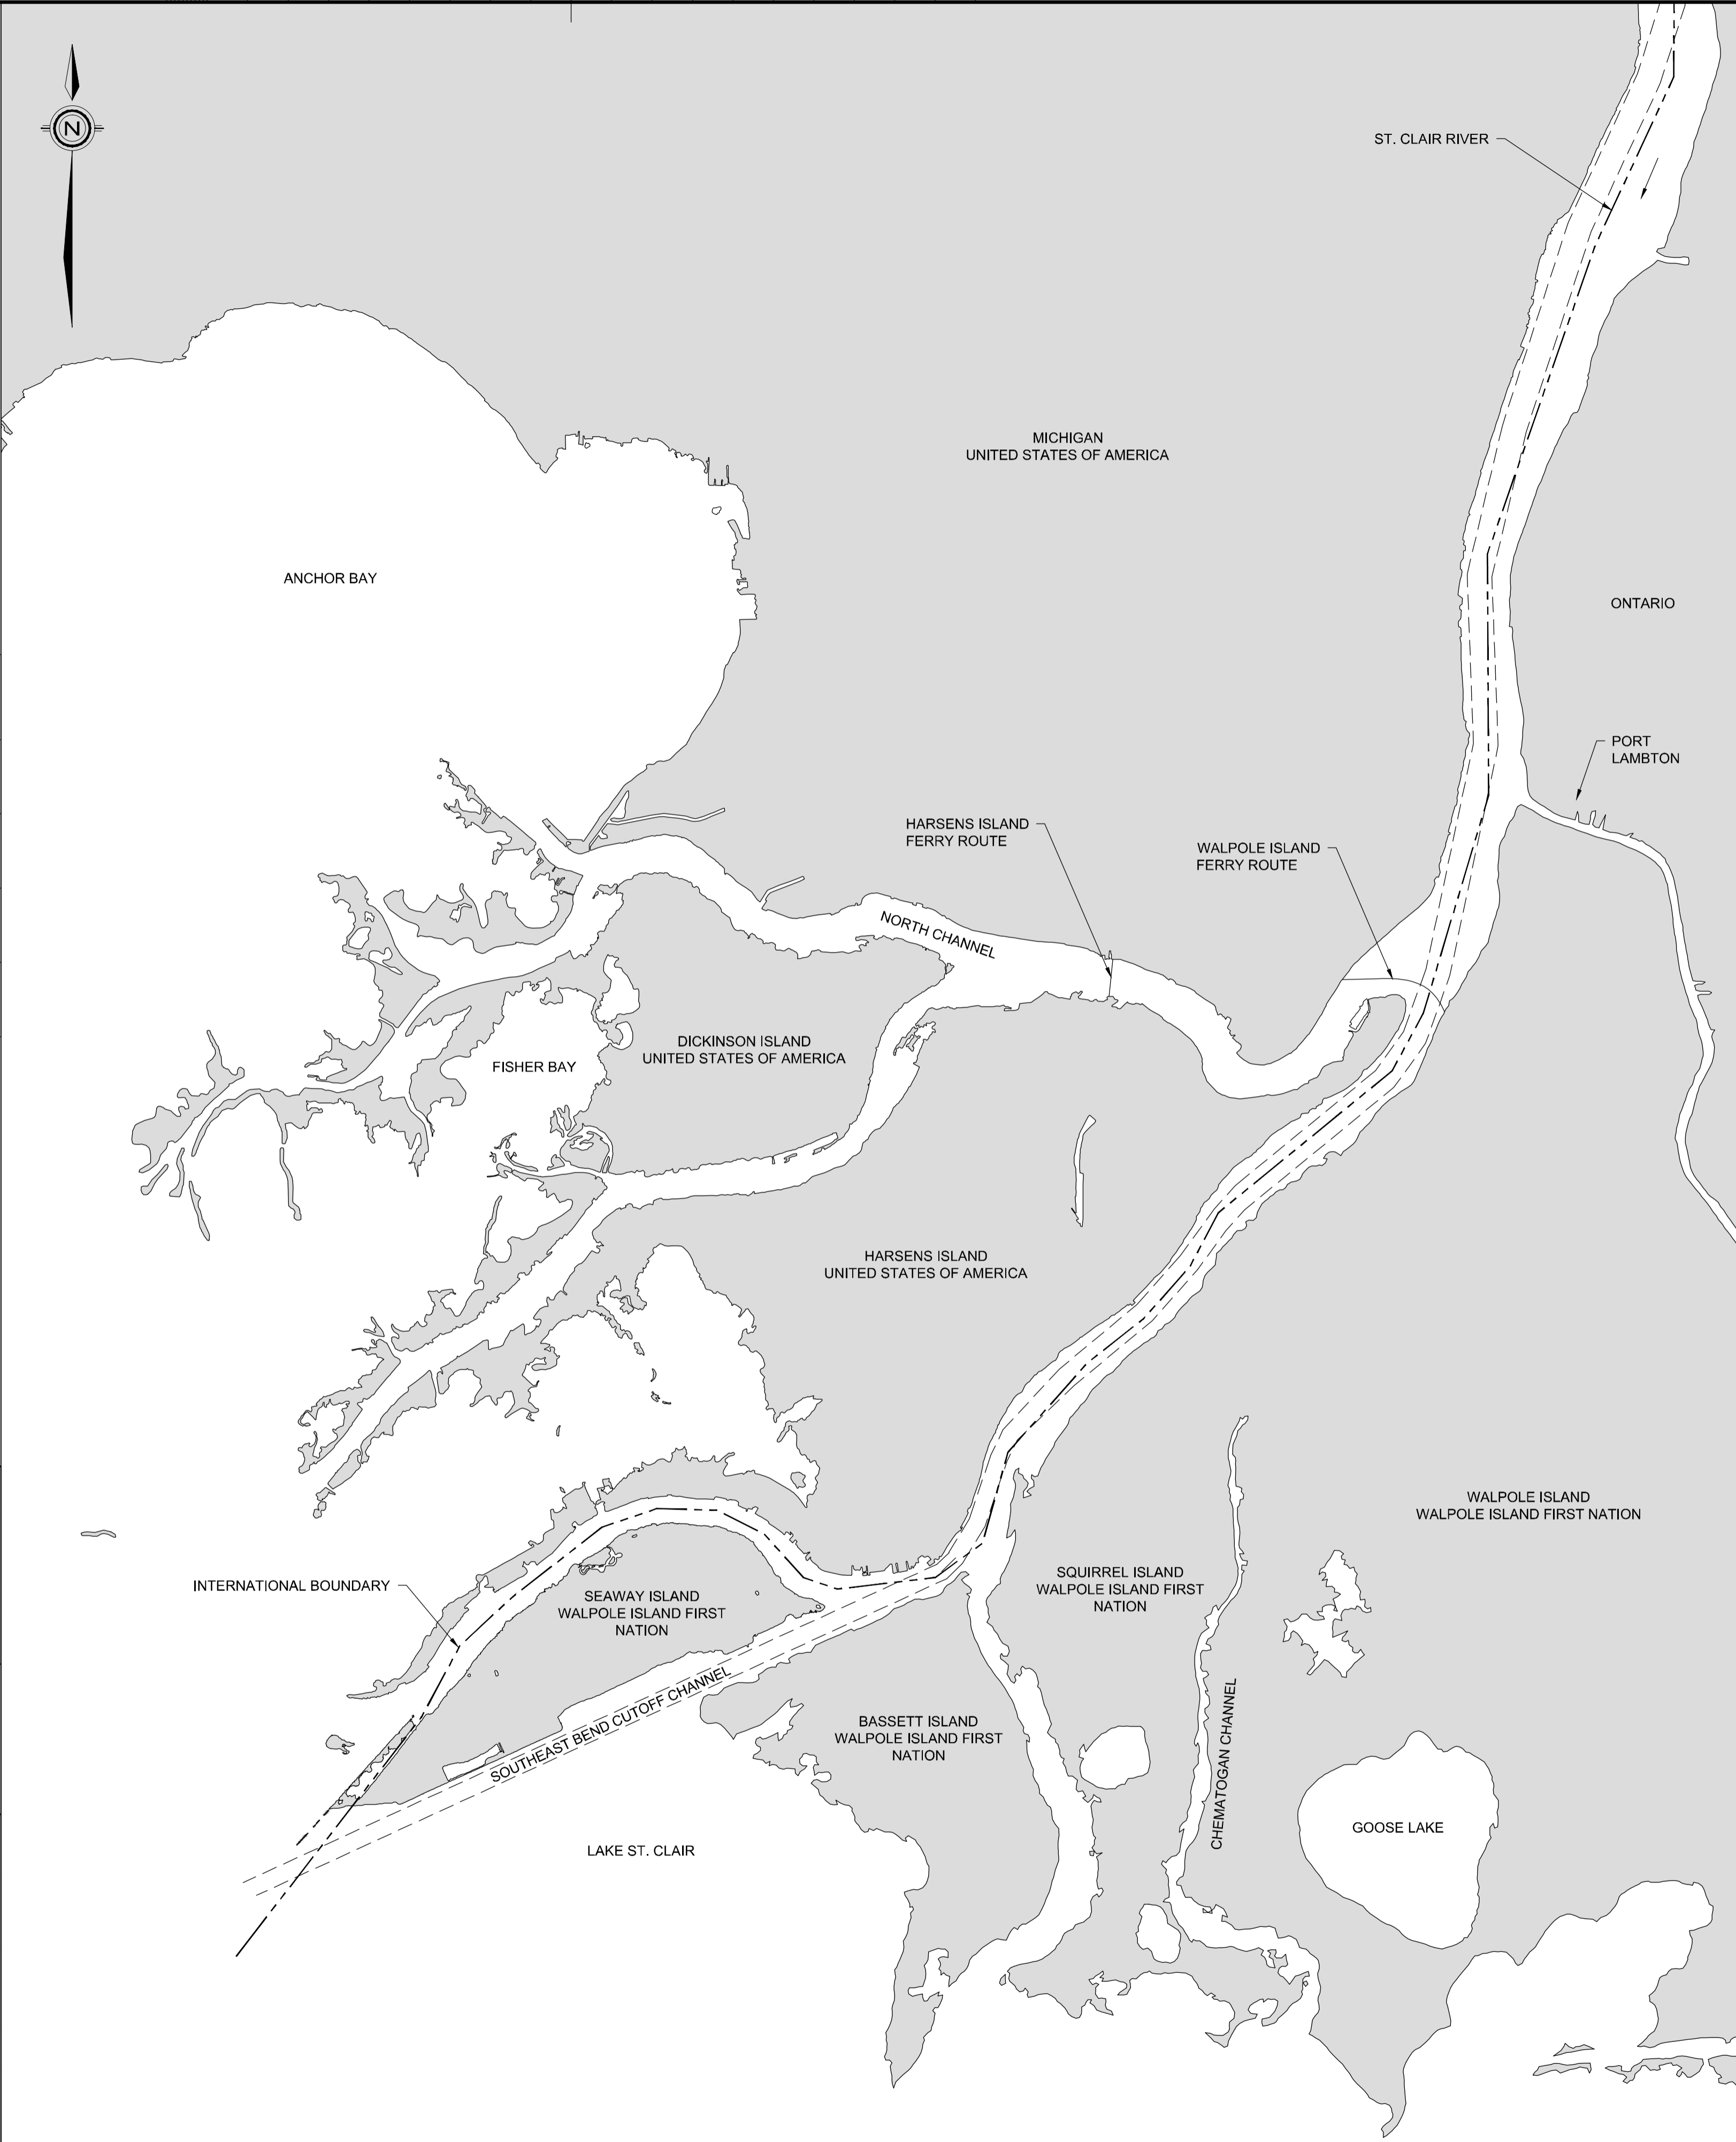 N
ST. CLAIR RIVER
MICHIGAN
UNITED STATES OF AMERICA
ANCHOR BAY
ONTARIO
PORT
LAMBTON
HARSENS ISLAND
FERRY ROUTE
WALPOLE ISLAND
FERRY ROUTE
NORTH CHANNEL
DICKINSON ISLAND
UNITED STATES OF AMERICA
FISHER BAY
HARSENS ISLAND
UNITED STATES OF AMERICA
WALPOLE ISLAND
WALPOLE ISLAND FIRST NATION
SQUIRREL ISLAND
WALPOLE ISLAND FIRST
NATION
INTERNATIONAL BOUNDARY
SEAWAY ISLAND
WALPOLE ISLAND FIRST
NATION
SOUTHEAST BEND CUTOFF CHANNEL
BASSETT ISLAND
WALPOLE ISLAND FIRST
NATION
CHEMATOGAN CHANNEL
GOOSE LAKE
LAKE ST. CLAIR